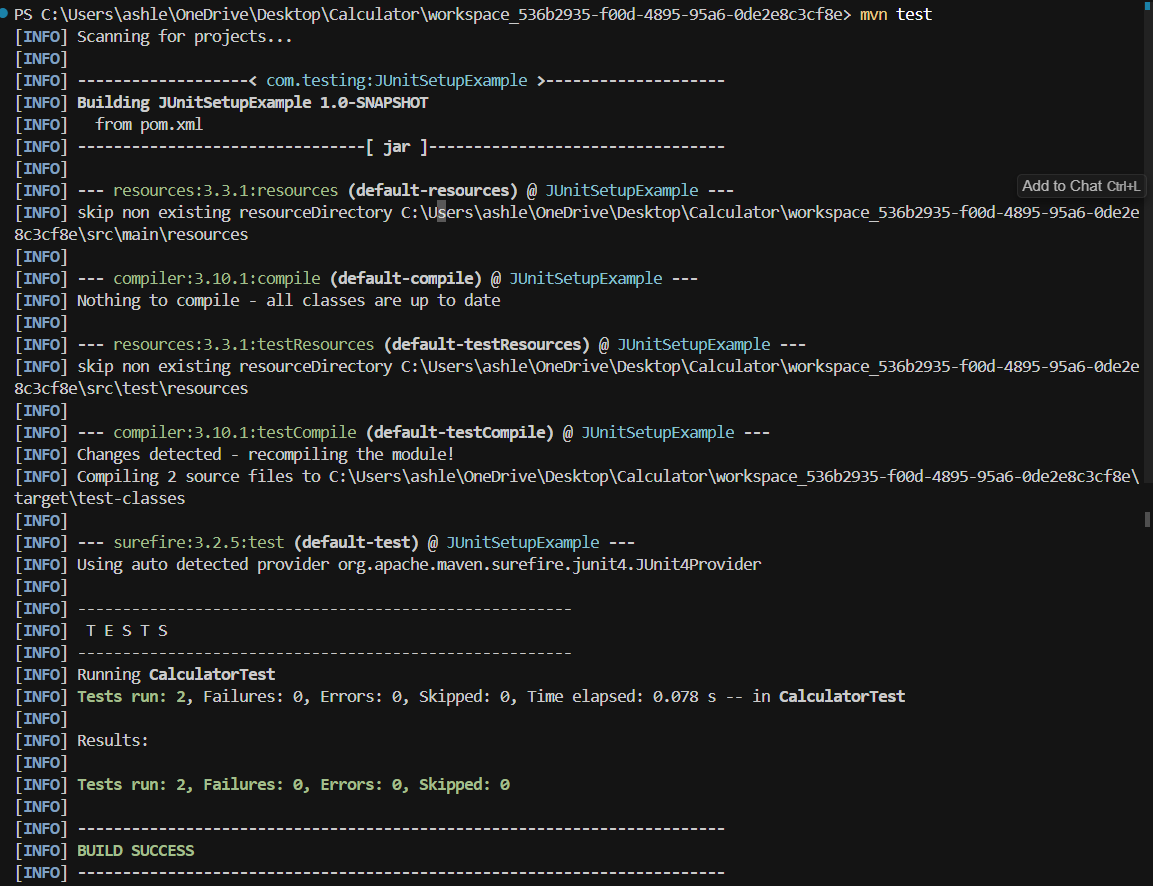 PS C:\Users\ashle\OneDrive\Desktop\Calculator\workspace_536b2935-f00d-4895-95a6-0de2e8c3cf8e> mvn test
[INFO] Scanning for projects...
[INFO]
[INFO] -------------------< com.testing:JUnitSetupExample >--------------------
[INFO] Building JUnitSetupExample 1.0-SNAPSHOT
[INFO]   from pom.xml
[INFO] --------------------------------[ jar ]---------------------------------
[INFO]
[INFO] --- resources:3.3.1:resources (default-resources) @ JUnitSetupExample ---
Add to Chat Ctrl+L
[INFO] skip non existing resourceDirectory C:\Users\ashle\OneDrive\Desktop\Calculator\workspace_536b2935-f00d-4895-95a6-0de2e
8c3cf8e\src\main\resources
[INFO]
[INFO] --- compiler:3.10.1:compile (default-compile) @ JUnitSetupExample ---
[INFO] Nothing to compile - all classes are up to date
[INFO]
[INFO] --- resources:3.3.1:testResources (default-testResources) @ JUnitSetupExample ---
[INFO] skip non existing resourceDirectory C:\Users\ashle\OneDrive\Desktop\Calculator\workspace_536b2935-f00d-4895-95a6-0de2e
8c3cf8e\src\test\resources
[INFO]
[INFO] --- compiler:3.10.1:testCompile (default-testCompile) @ JUnitSetupExample ---
[INFO] Changes detected - recompiling the module!
[INFO] Compiling 2 source files to C:\Users\ashle\OneDrive\Desktop\Calculator\workspace_536b2935-f00d-4895-95a6-0de2e8c3cf8e\
target\test-classes
[INFO]
[INFO] --- surefire:3.2.5:test (default-test) @ JUnitSetupExample ---
[INFO] Using auto detected provider org.apache.maven.surefire.junit4.JUnit4Provider
[INFO]
[INFO] -------------------------------------------------------
[INFO]  T E S T S
[INFO] -------------------------------------------------------
[INFO] Running CalculatorTest
[INFO] Tests run: 2, Failures: 0, Errors: 0, Skipped: 0, Time elapsed: 0.078 s -- in CalculatorTest
[INFO]
[INFO] Results:
[INFO]
[INFO] Tests run: 2, Failures: 0, Errors: 0, Skipped: 0
[INFO]
[INFO] ------------------------------------------------------------------------
[INFO] BUILD SUCCESS
[INFO] ------------------------------------------------------------------------